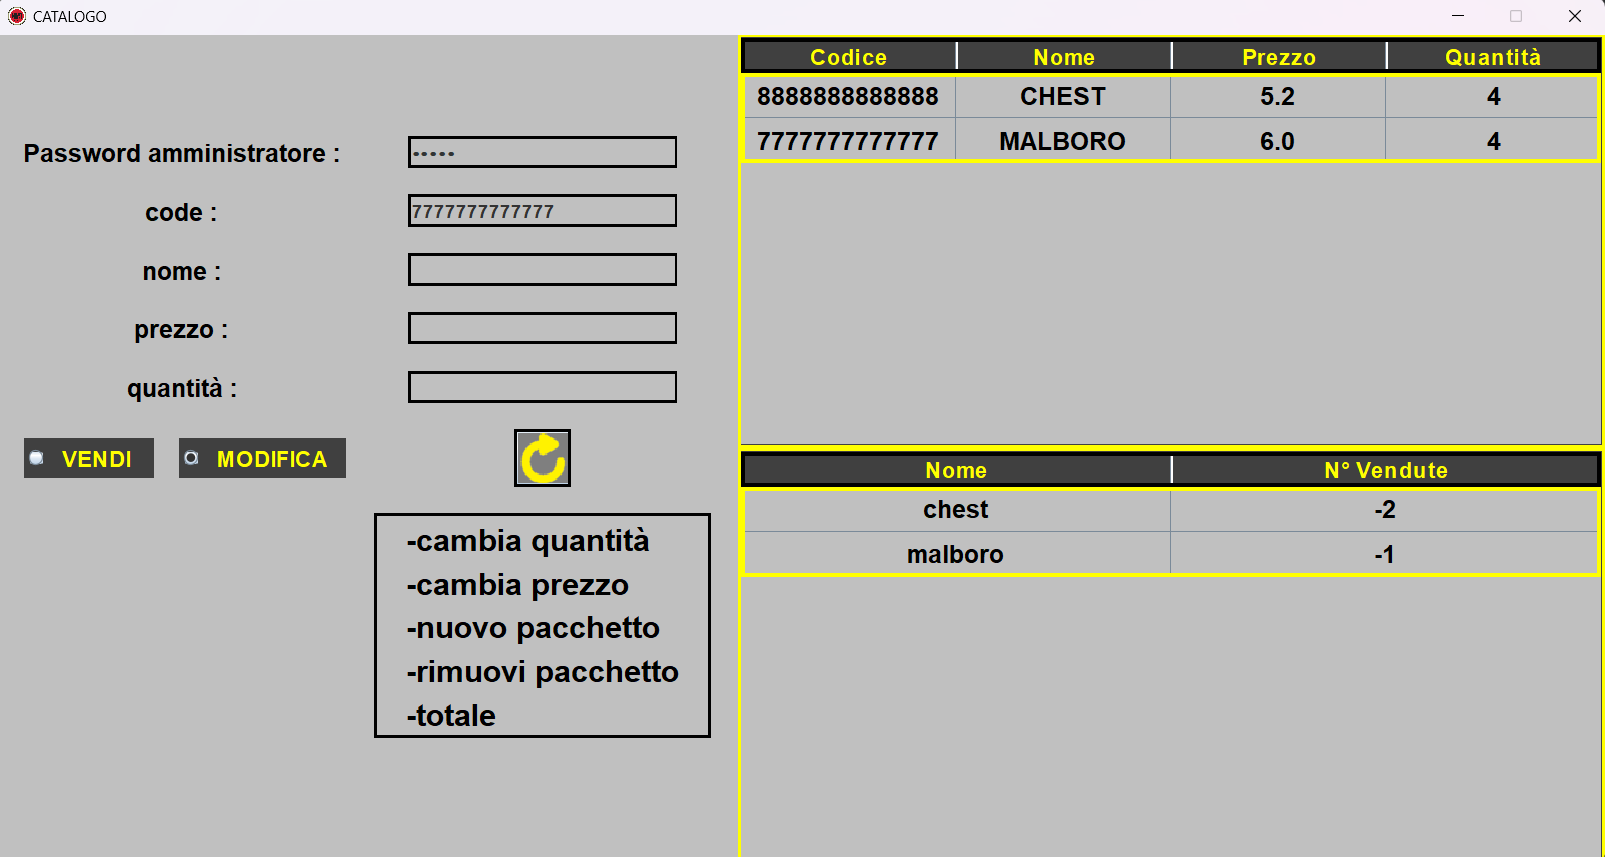 CATALOGO
Password amministratore : •••••
code : 7777777777777
nome :
prezzo :
quantità :
VENDI MODIFICA
-cambia quantità
-cambia prezzo
-nuovo pacchetto
-rimuovi pacchetto
-totale
Codice Nome Prezzo Quantità
8888888888888 CHEST 5.2 4
7777777777777 MALBORO 6.0 4
Nome N° Vendute
chest -2
malboro -1